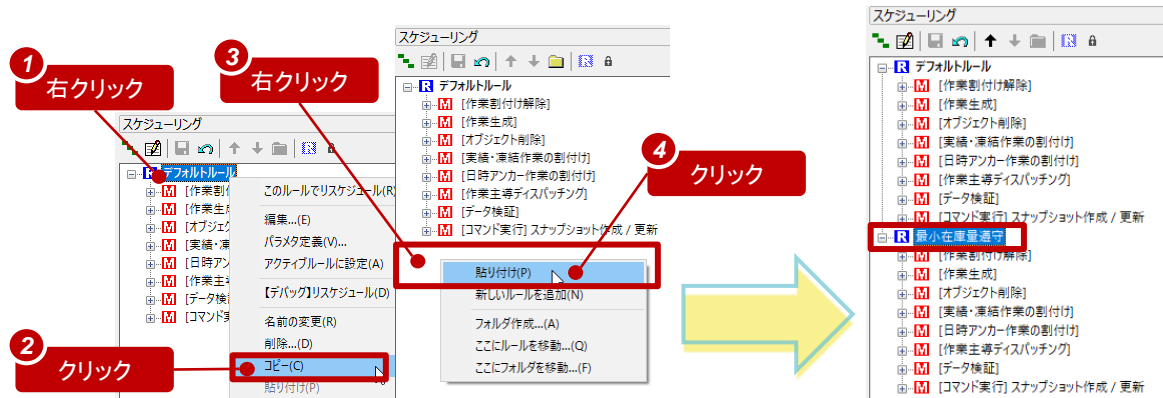 1
右クリック
スケジューリング
デフォルトルール
[作業割
[作業生
[オブジェク
[実績・凍
[日時アン
[作業主
[データ検
[コマンド実
このルールでリスケジュール(R)
編集...(E)
パラメタ定義(V)...
アクティブルールに設定(A)
【デバッグ】リスケジュール(D)
名前の変更(R)
削除...(D)
コピー(C)
貼り付け(P)
2
クリック
3
右クリック
スケジューリング
デフォルトルール
[作業割付け解除]
[作業生成]
[オブジェクト削除]
[実績・凍結作業の割付け]
[日時アンカー作業の割付け]
[作業主導ディスパッチング]
[データ検証]
[コマンド実行] スナップショット作成 / 更新
4
クリック
貼り付け(P)
新しいルールを追加(N)
フォルダ作成...(A)
ここにルールを移動...(Q)
ここにフォルダを移動...(F)
スケジューリング
デフォルトルール
[作業割付け解除]
[作業生成]
[オブジェクト削除]
[実績・凍結作業の割付け]
[日時アンカー作業の割付け]
[作業主導ディスパッチング]
[データ検証]
[コマンド実行] スナップショット作成 / 更新
最小在庫量遵守
[作業割付け解除]
[作業生成]
[オブジェクト削除]
[実績・凍結作業の割付け]
[日時アンカー作業の割付け]
[作業主導ディスパッチング]
[データ検証]
[コマンド実行] スナップショット作成 / 更新